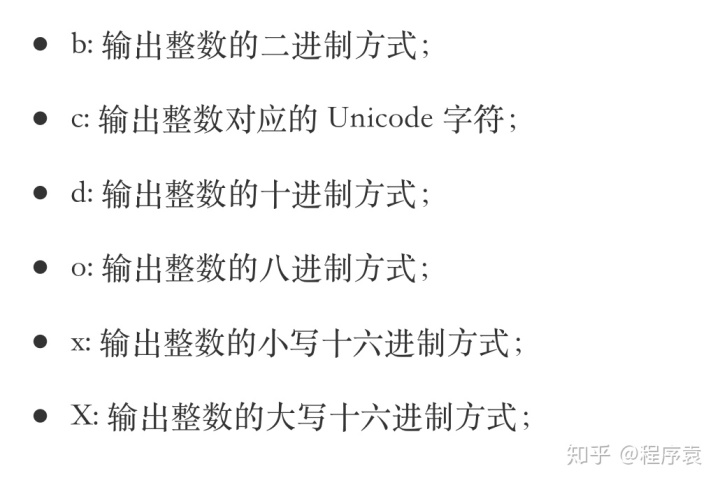 • b: 输出整数的二进制方式;
• c: 输出整数对应的 Unicode 字符;
• d: 输出整数的十进制方式;
• o: 输出整数的八进制方式;
• x: 输出整数的小写十六进制方式;
• X: 输出整数的大写十六进制方式;
知乎 @程序袁